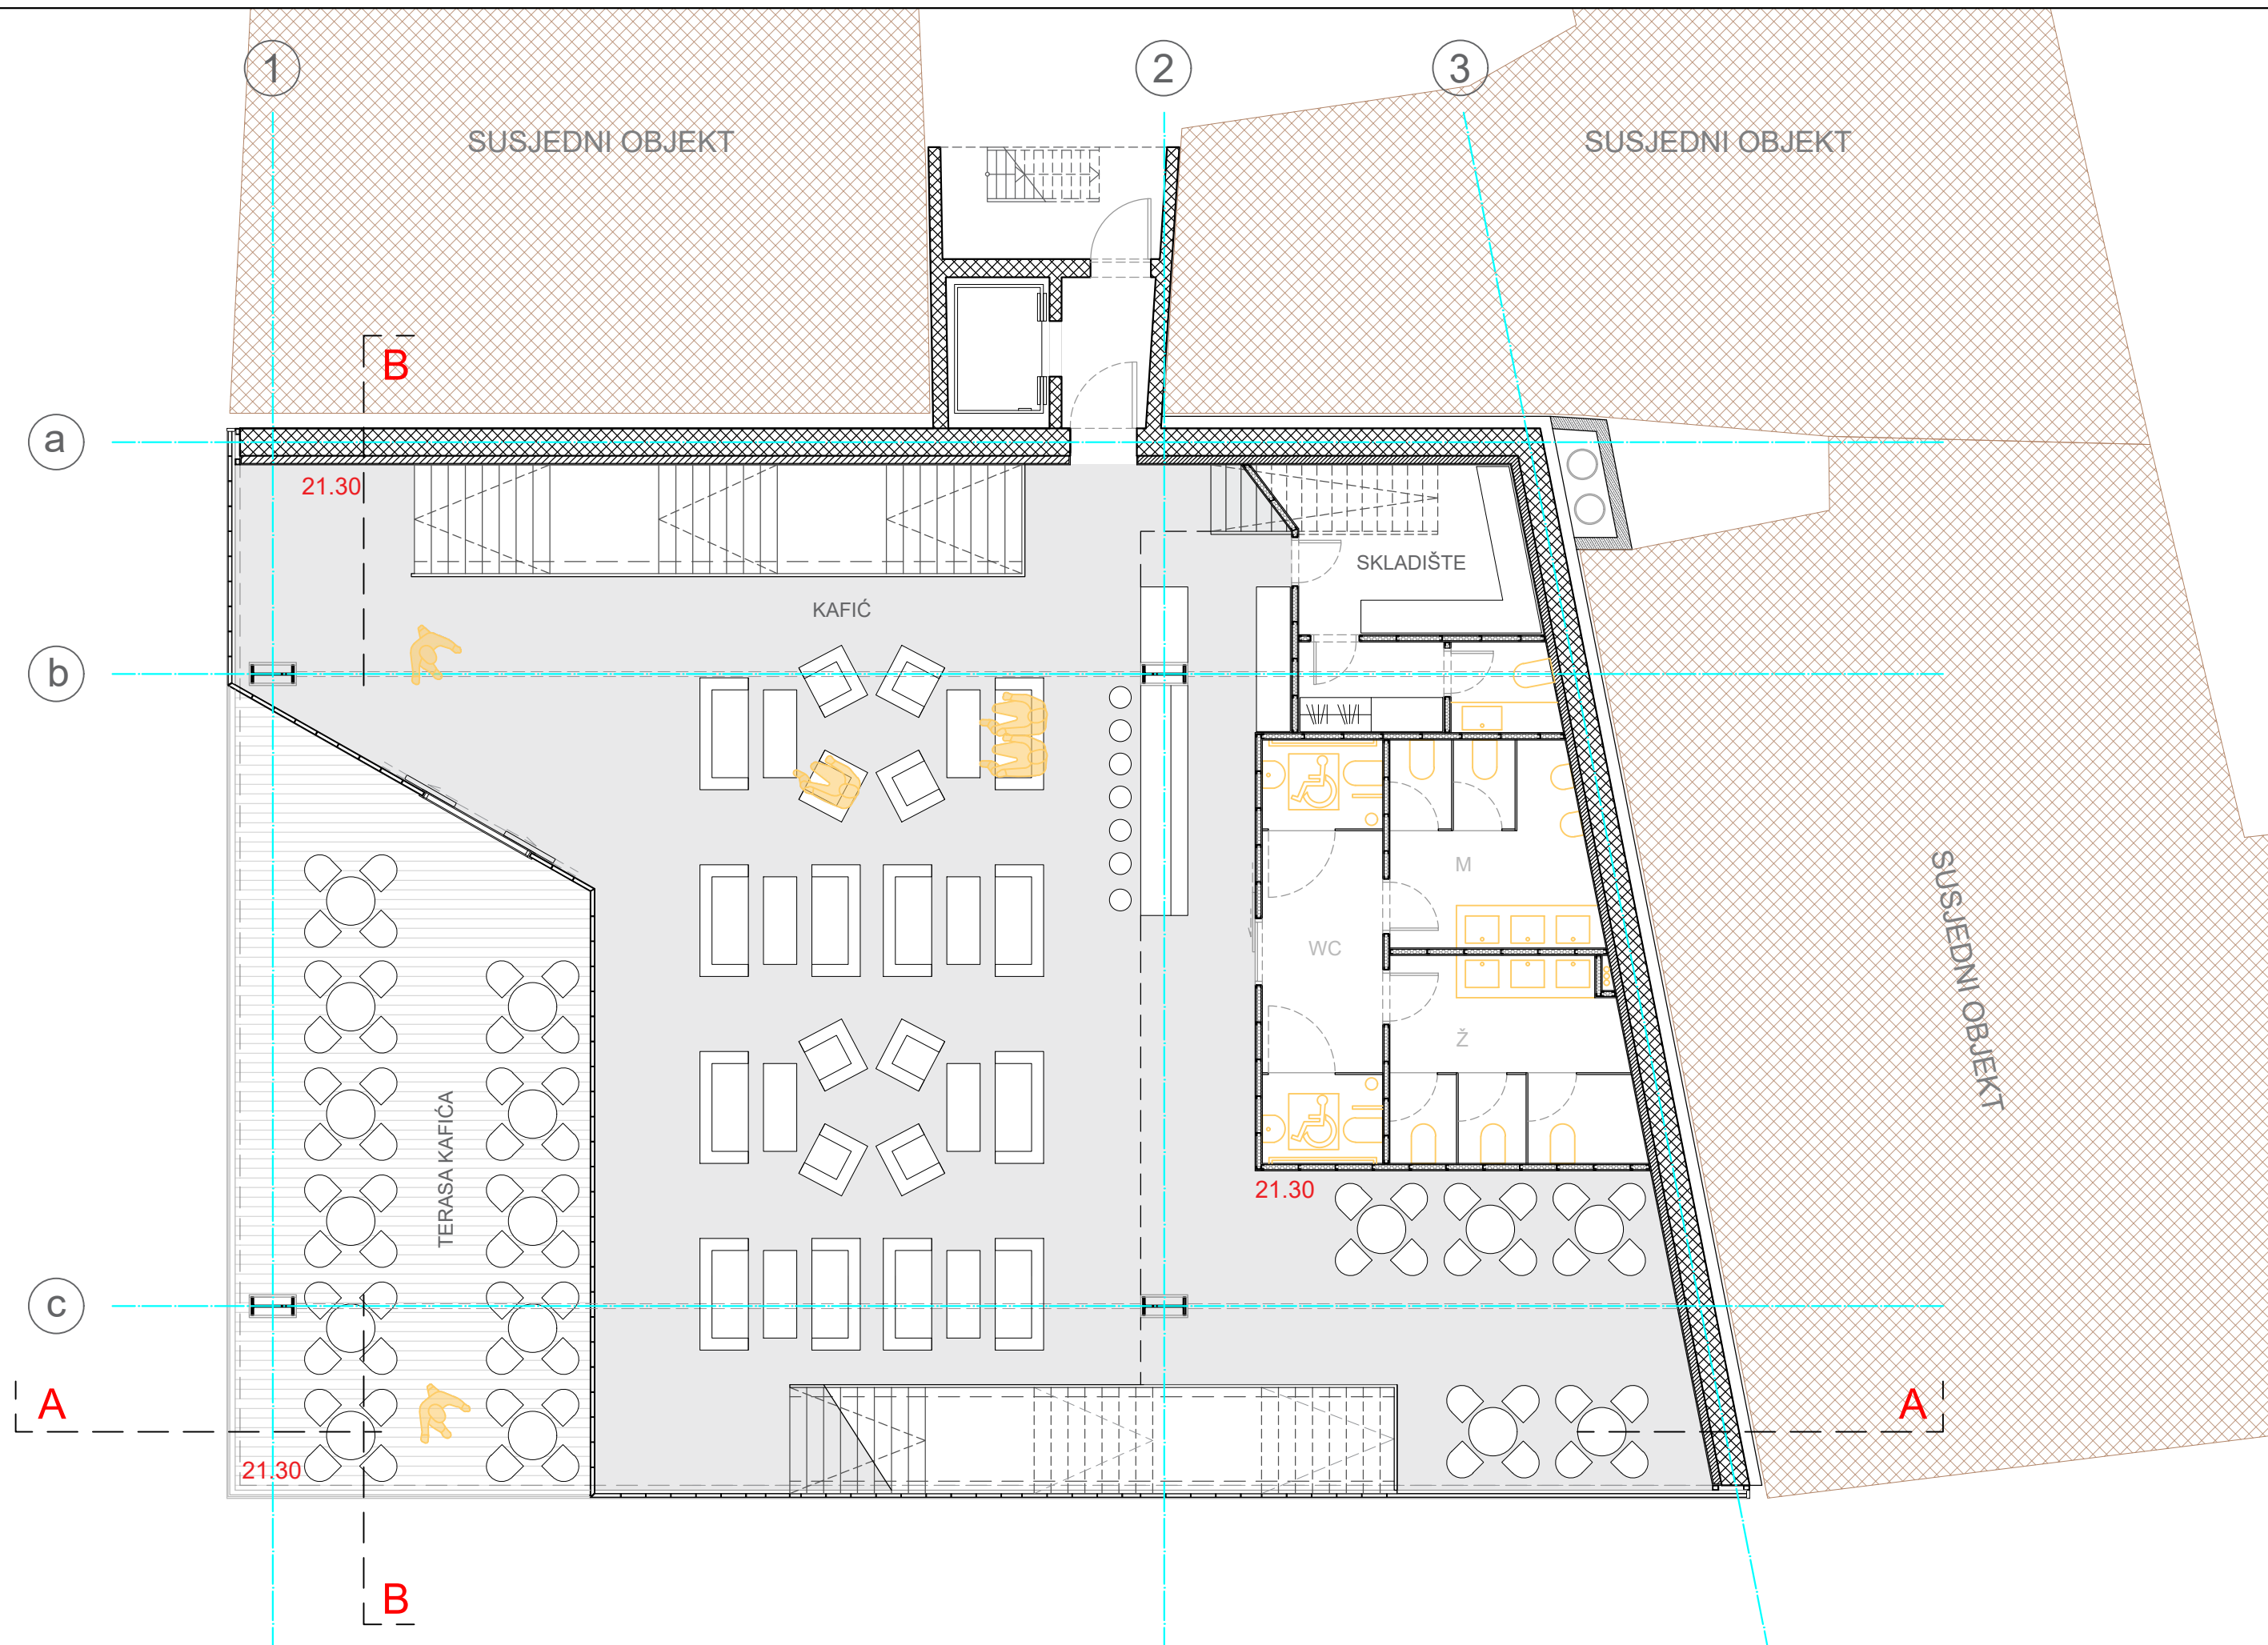 1
2
3
SUSJEDNI OBJEKT
SUSJEDNI OBJEKT
B
a
21.30
SKLADIŠTE
KAFIĆ
b
M
WC
SUSJEDNI OBJEKT
Ž
TERASA KAFIĆA
21.30
c
A
A
21.30
B